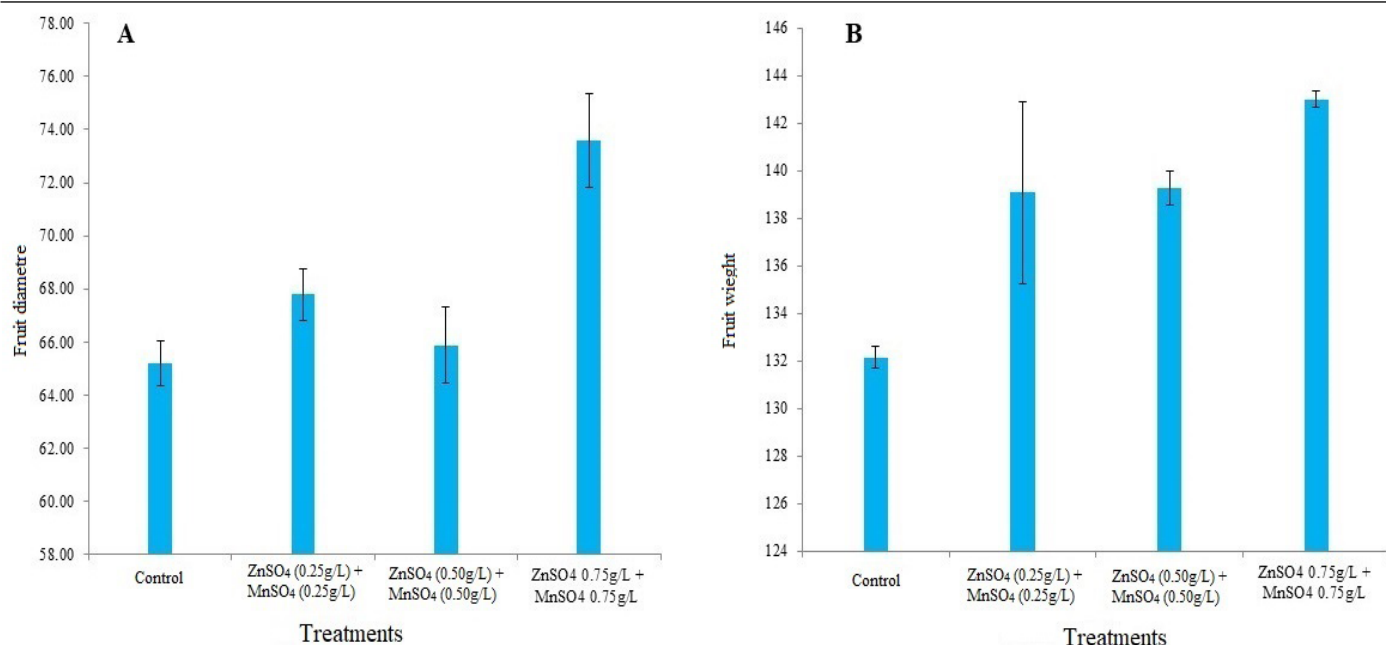 A
78.00
76.00
74.00
72.00
70.00
68.00
66.00
64.00
62.00
60.00
58.00
Fruit diametre
Control
ZnSO₄ (0.25g/L) +
MnSO₄ (0.25g/L)
ZnSO₄ (0.50g/L) +
MnSO₄ (0.50g/L)
ZnSO4 0.75g/L +
MnSO4 0.75g/L
Treatments
B
146
144
142
140
138
136
134
132
130
128
126
124
Fruit wieght
Control
ZnSO₄ (0.25g/L) +
MnSO₄ (0.25g/L)
ZnSO₄ (0.50g/L) +
MnSO₄ (0.50g/L)
ZnSO4 0.75g/L +
MnSO4 0.75g/L
Treatments